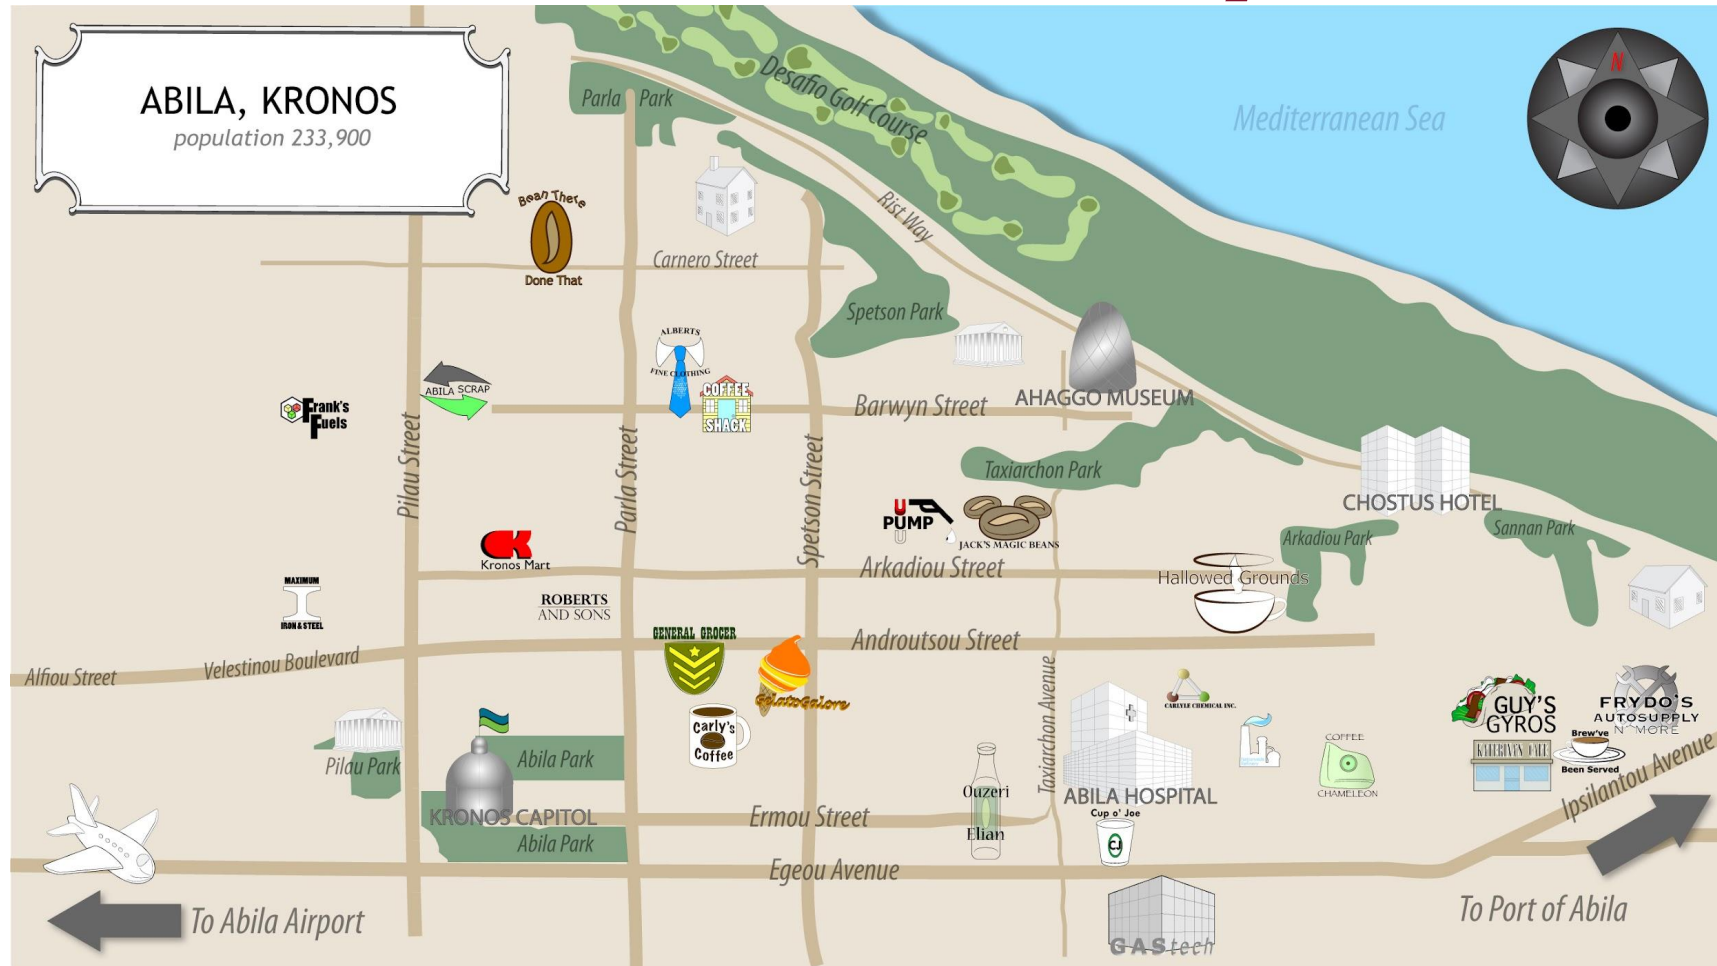 ABILA, KRONOS
population 233,900
N
Mediterranean Sea
Desafio Golf Course
Parla Park
Rist Way
Bean There
Done That
Carnero Street
Spetson Park
ALBERTS
FINE CLOTHING
COFFEE
SHACK
ABILA SCRAP
Frank's
Fuels
Barwyn Street
AHAGGO MUSEUM
Pilau Street
Parla Street
Spetson Street
Taxiarchon Park
CHOSTUS HOTEL
U
PUMP
U
JACK'S MAGIC BEANS
Arkadiou Park
Sannan Park
Kronos Mart
Arkadiou Street
Hallowed Grounds
MAXIMUM
IRON & STEEL
ROBERTS
AND SONS
GENERAL GROCER
Androutsou Street
Alfiou Street
Velestinou Boulevard
GelatoGalore
Taxiarchon Avenue
CARLYLE CHEMICAL INC.
GUY'S
GYROS
FRYDO'S
AUTOSUPPLY
N' MORE
Carly's
Coffee
Pilau Park
Abila Park
COFFEE
CHAMELEON
KATERINA'S CAFE
Brew've
Been Served
Ipsilantou Avenue
Ouzeri
Elian
ABILA HOSPITAL
KRONOS CAPITOL
Ermou Street
Cup o' Joe
CJ
Abila Park
Egeou Avenue
To Abila Airport
GAStech
To Port of Abila